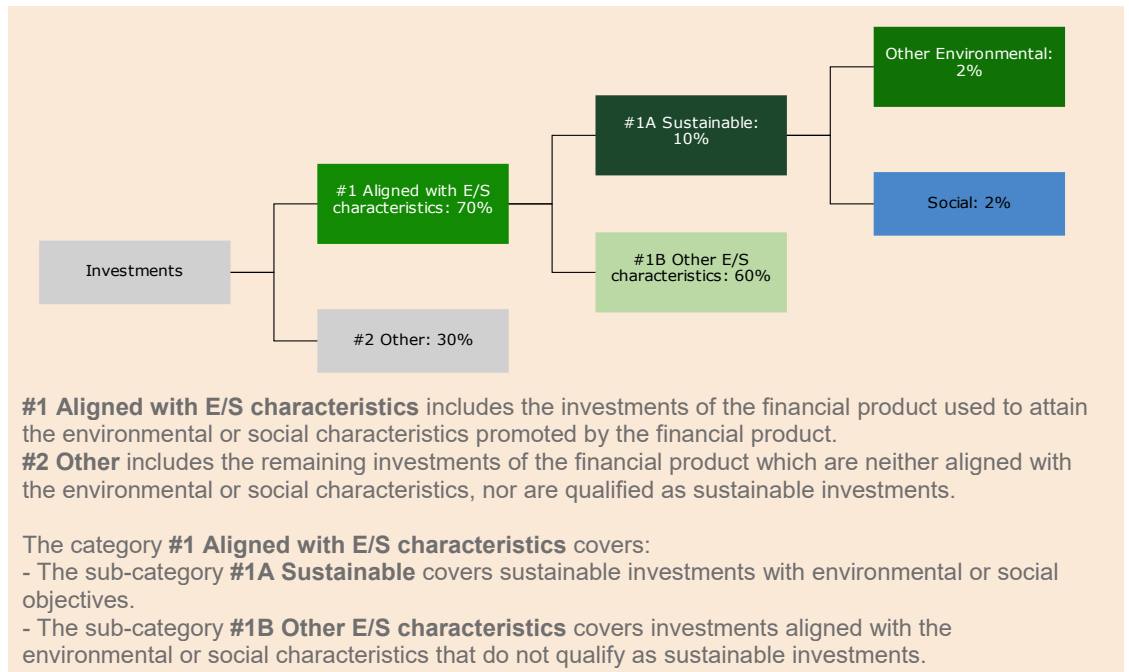 Other Environmental:
2%
#1A Sustainable:
10%
#1 Aligned with E/S
characteristics: 70%
Social: 2%
Investments
#1B Other E/S
characteristics: 60%
#2 Other: 30%
#1 Aligned with E/S characteristics includes the investments of the financial product used to attain
the environmental or social characteristics promoted by the financial product.
#2 Other includes the remaining investments of the financial product which are neither aligned with
the environmental or social characteristics, nor are qualified as sustainable investments.
The category #1 Aligned with E/S characteristics covers:
- The sub-category #1A Sustainable covers sustainable investments with environmental or social
objectives.
- The sub-category #1B Other E/S characteristics covers investments aligned with the
environmental or social characteristics that do not qualify as sustainable investments.